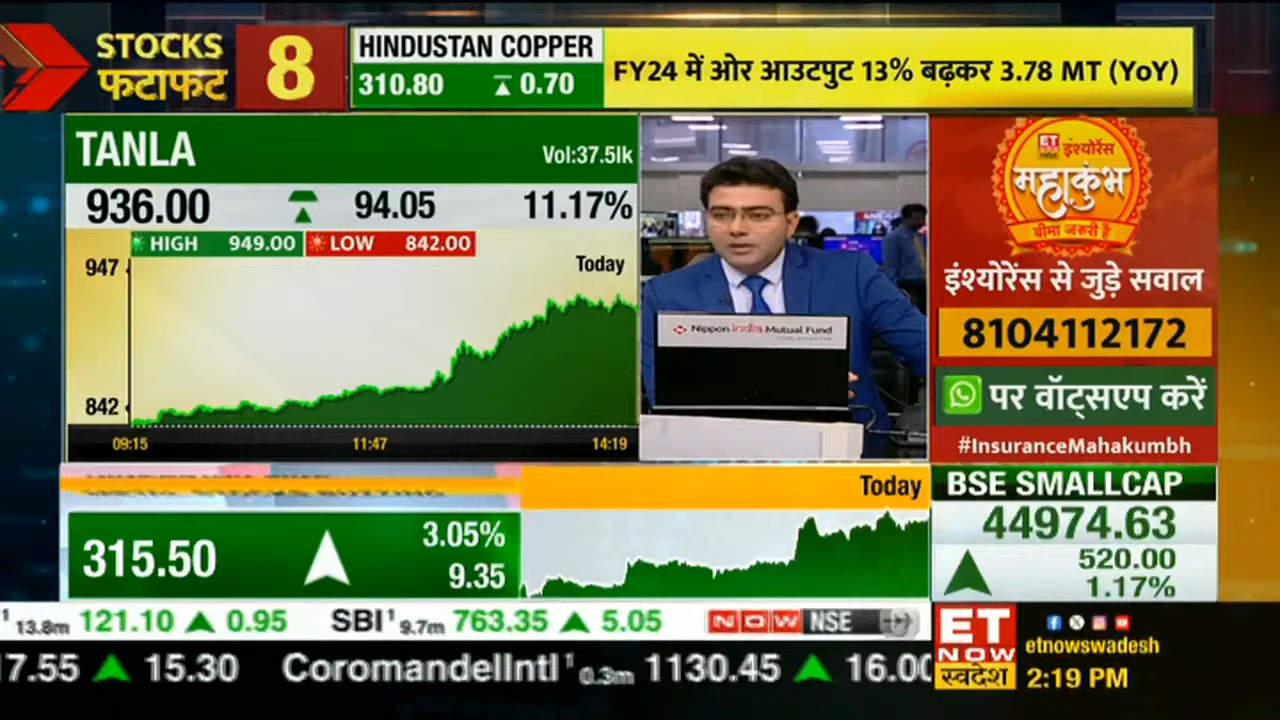 STOCKS
फटाफट
8
HINDUSTAN COPPER
310.80 0.70
FY24 में ओर आउटपुट 13% बढ़कर 3.78 MT (YoY)
TANLA
Vol:37.5lk
936.00 94.05 11.17%
HIGH 949.00 LOW 842.00
Today
947
842
09:15 11:47 14:19
Nippon india Mutual Fund
ET
NOW
स्वदेश
इंश्योरेंस
महाकुंभ
बीमा जरूरी है
इंश्योरेंस से जुड़े सवाल
8104112172
पर वॉट्सएप करें
#InsuranceMahakumbh
Today
315.50
3.05%
9.35
BSE SMALLCAP
44974.63
520.00
1.17%
13.8m 121.10 0.95 SBI 9.7m 763.35 5.05 NOW NSE
7.55 15.30 CoromandelIntl 0.3m 1130.45 16.00
ET
NOW
स्वदेश
etnowswadesh
2:19 PM